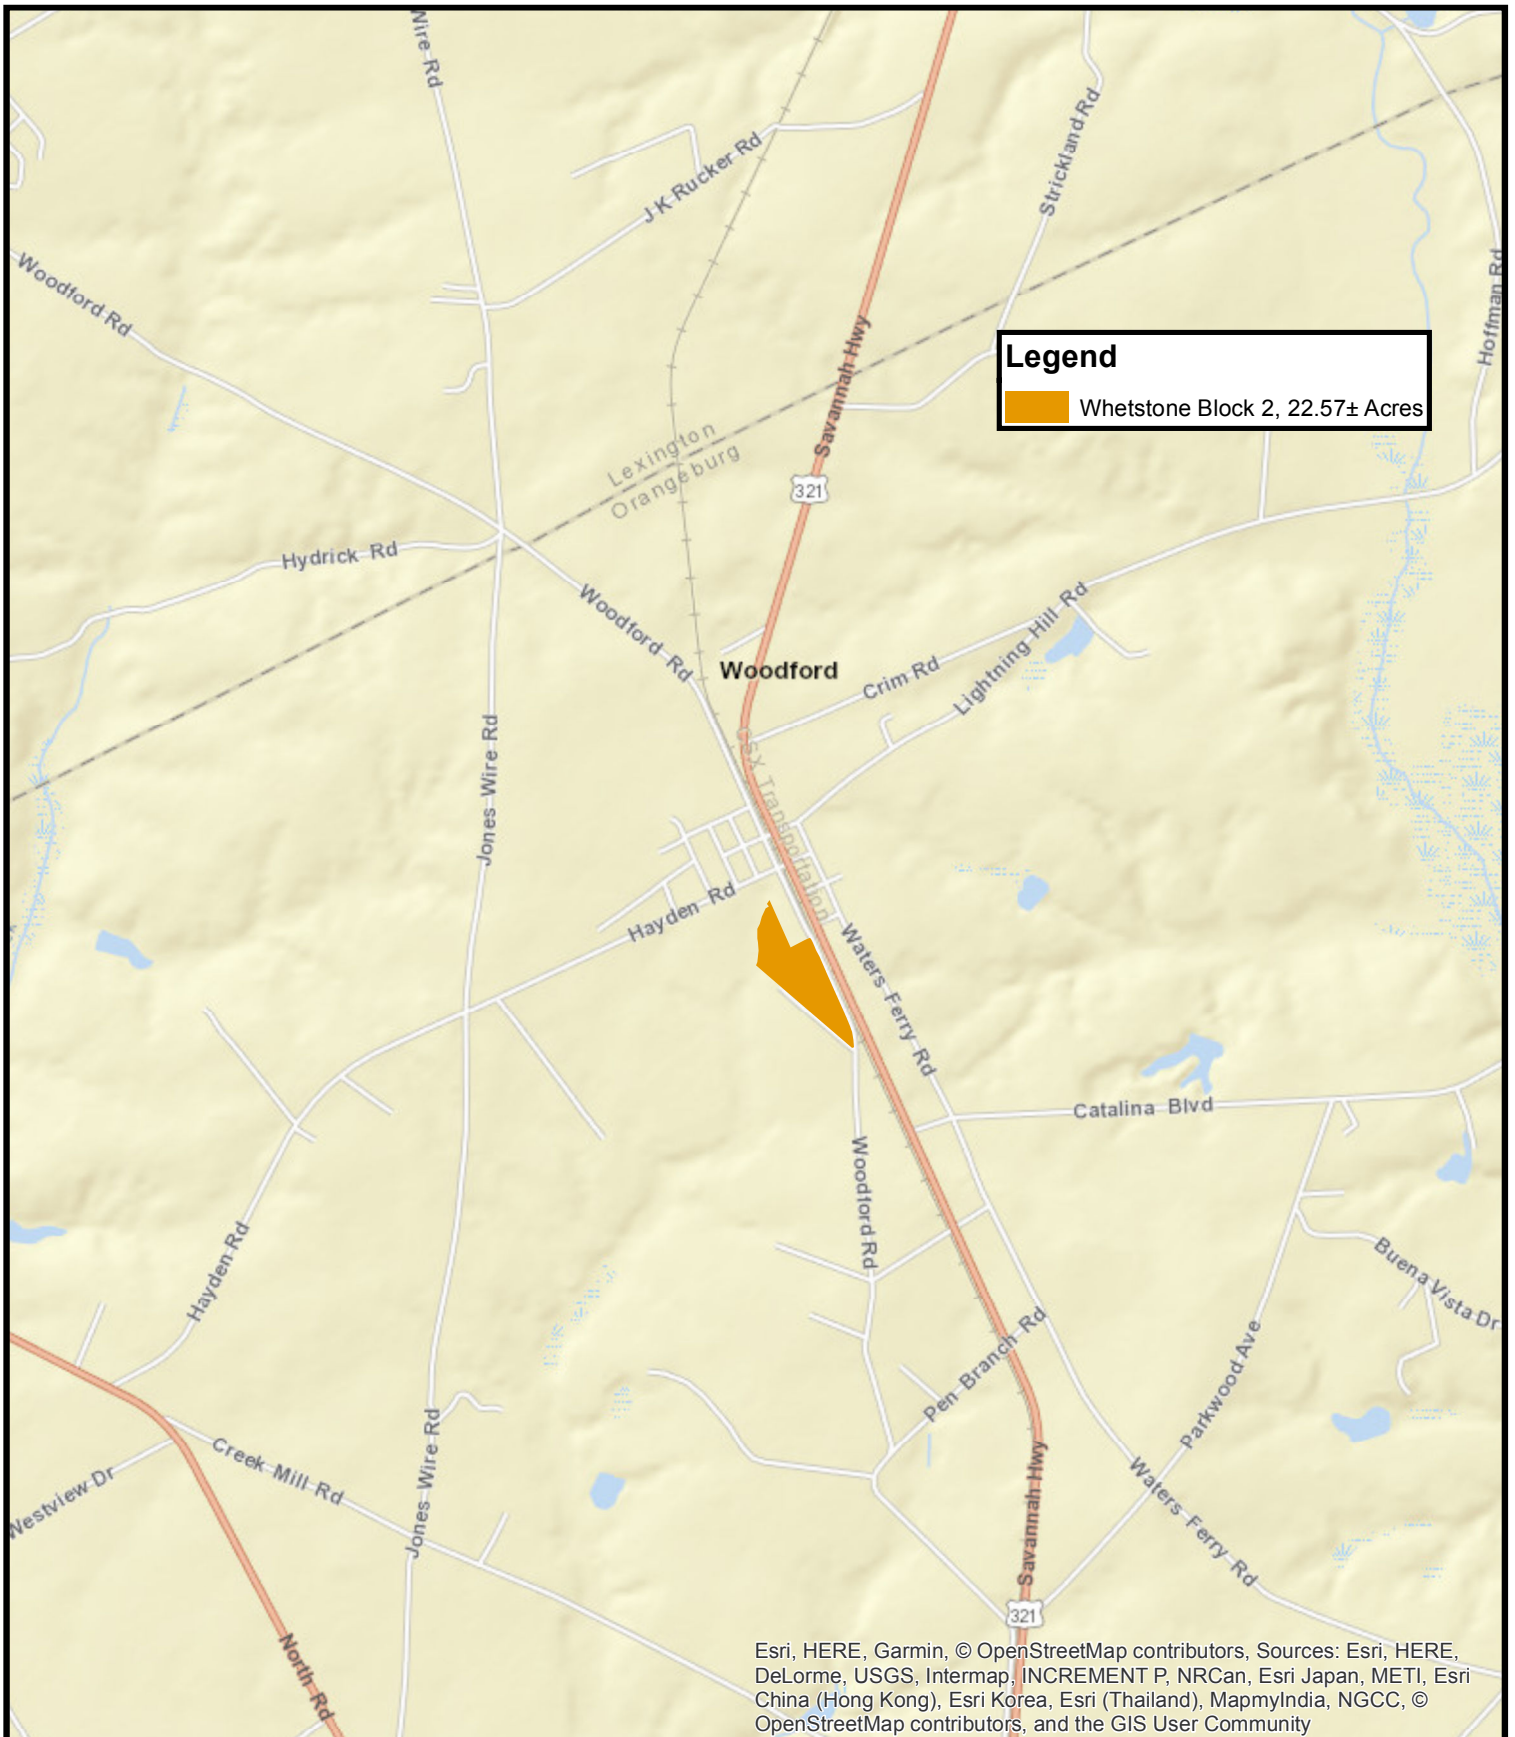 Wire Rd
J K Rucker Rd
Strickland Rd
Woodford Rd
Hoffman Rd
Savannah Hwy
Legend
Whetstone Block 2, 22.57± Acres
Lexington
Orangeburg
321
Hydrick Rd
Woodford Rd
Woodford
Crim Rd
Lightning Hill Rd
Jones Wire Rd
CSX Transportation
Hayden Rd
Waters Ferry Rd
Catalina Blvd
Woodford Rd
Hayden Rd
Buena Vista Dr
Pen Branch Rd
Parkwood Ave
Jones Wire Rd
Creek Mill Rd
Westview Dr
Savannah Hwy
Waters Ferry Rd
321
North Rd
Esri, HERE, Garmin, © OpenStreetMap contributors, Sources: Esri, HERE,
DeLorme, USGS, Intermap, INCREMENT P, NRCan, Esri Japan, METI, Esri
China (Hong Kong), Esri Korea, Esri (Thailand), MapmyIndia, NGCC, ©
OpenStreetMap contributors, and the GIS User Community